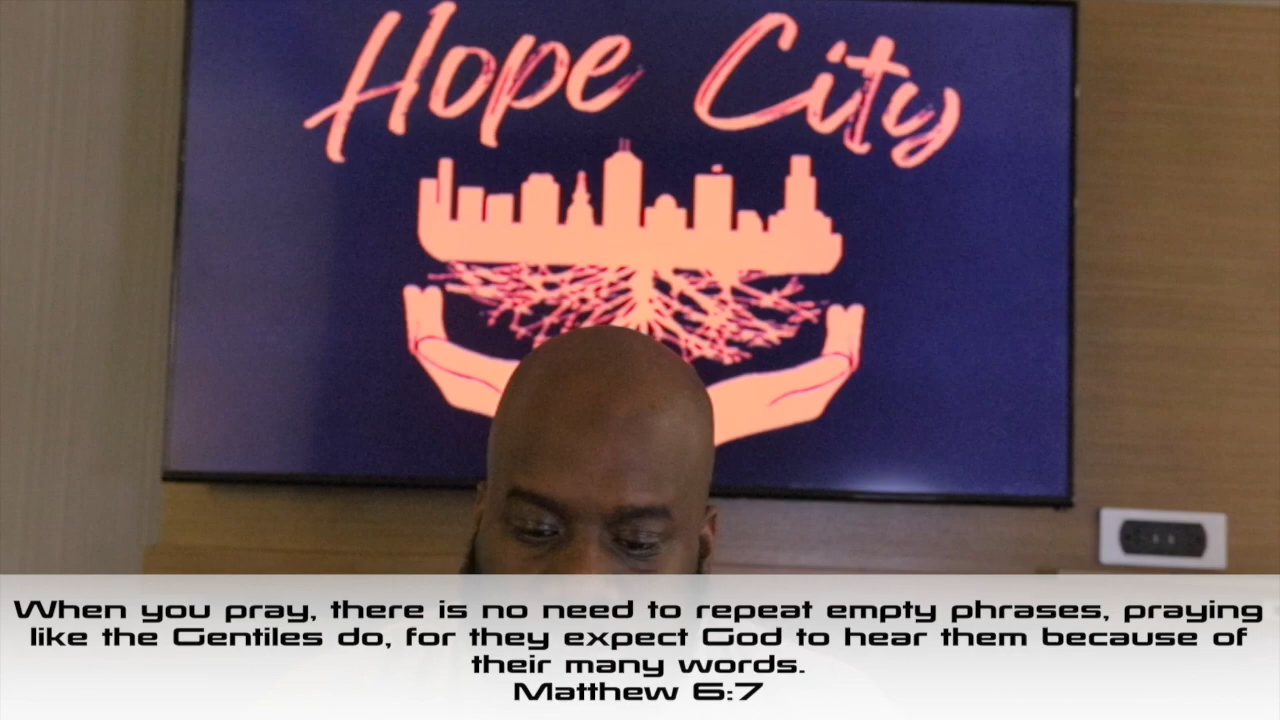 Hope City
When you pray, there is no need to repeat empty phrases, praying
like the Gentiles do, for they expect God to hear them because of
their many words.
Matthew 6:7